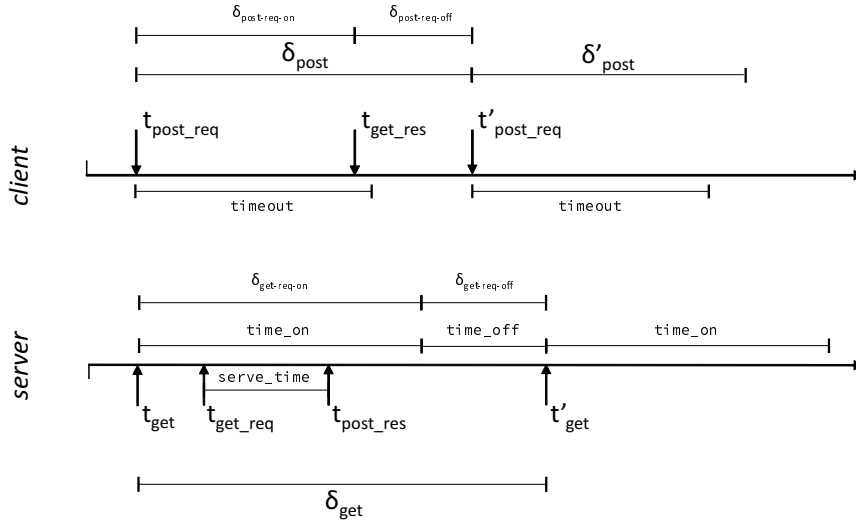 δpost-req-on δpost-req-off
δpost δ’post
tpost_req tget_res t’post_req
client
timeout timeout
δget-req-on δget-req-off
time_on time_off time_on
server
serve_time
tget tget_req tpost_res t’get
δget